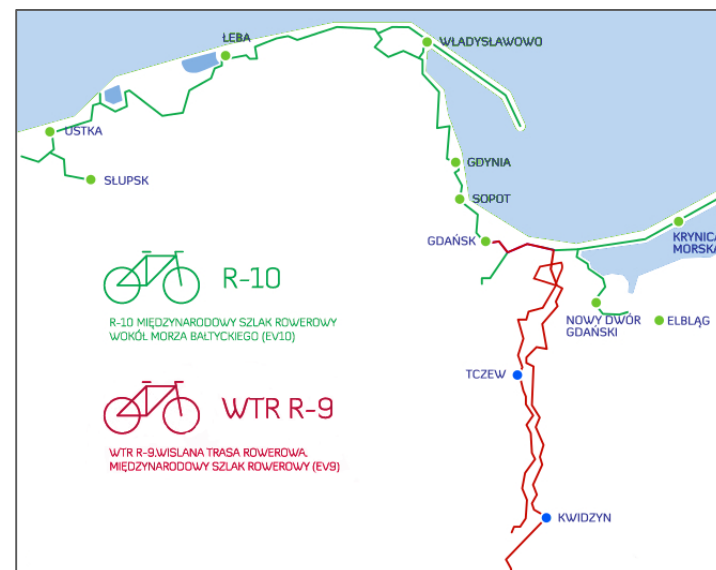 ŁEBA
WŁADYSŁAWOWO
USTKA
SŁUPSK
GDYNIA
SOPOT
GDAŃSK
KRYNICA
MORSKA
NOWY DWÓR
GDAŃSKI
ELBLĄG
R-10
R-10 MIĘDZYNARODOWY SZLAK ROWEROWY
WOKÓŁ MORZA BAŁTYCKIEGO (EV10)
TCZEW
WTR R-9
WTR R-9.WIŚLANA TRASA ROWEROWA.
MIĘDZYNARODOWY SZLAK ROWEROWY (EV9)
KWIDZYN